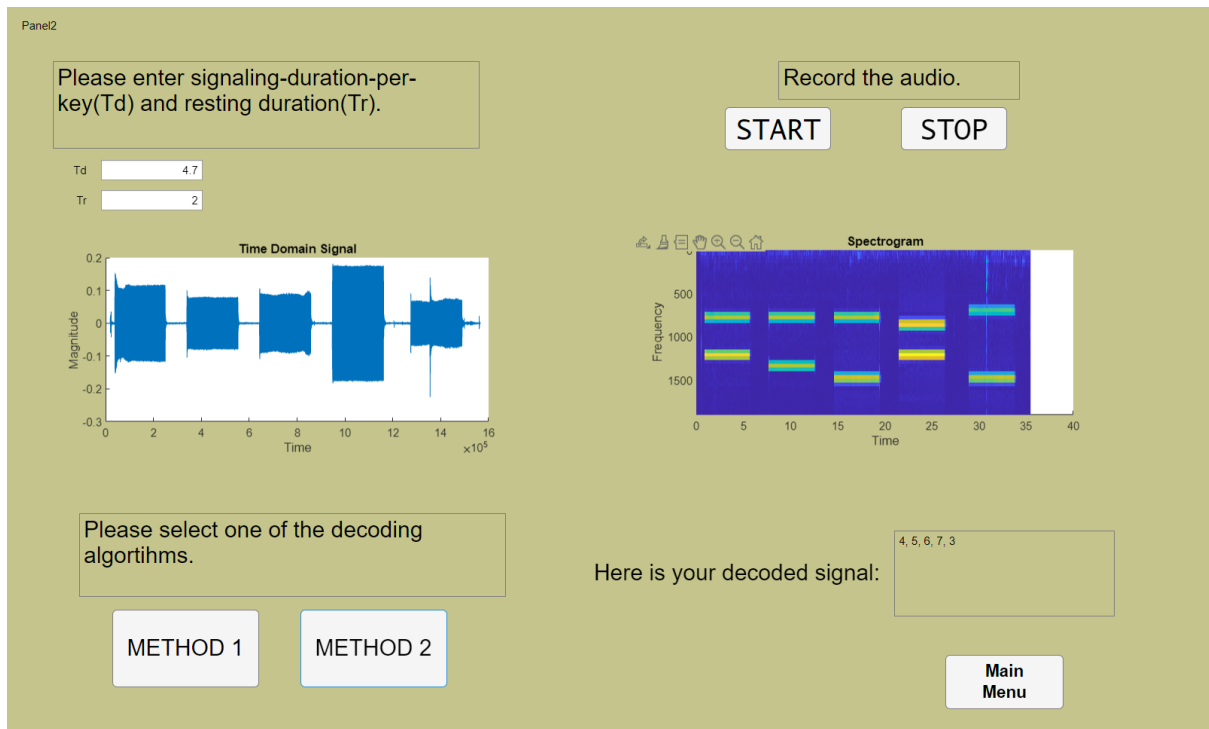 Panel2
Please enter signaling-duration-per-
key(Td) and resting duration(Tr).
Td 4.7
Tr 2
Record the audio.
START STOP
Time Domain Signal
0.2
0.1
0
-0.1
-0.2
-0.3
Magnitude
0 2 4 6 8 10 12 14 16
Time
×10⁵
Spectrogram
0
500
1000
1500
Frequency
0 5 10 15 20 25 30 35 40
Time
Please select one of the decoding
algortihms.
METHOD 1 METHOD 2
Here is your decoded signal:
4, 5, 6, 7, 3
Main
Menu